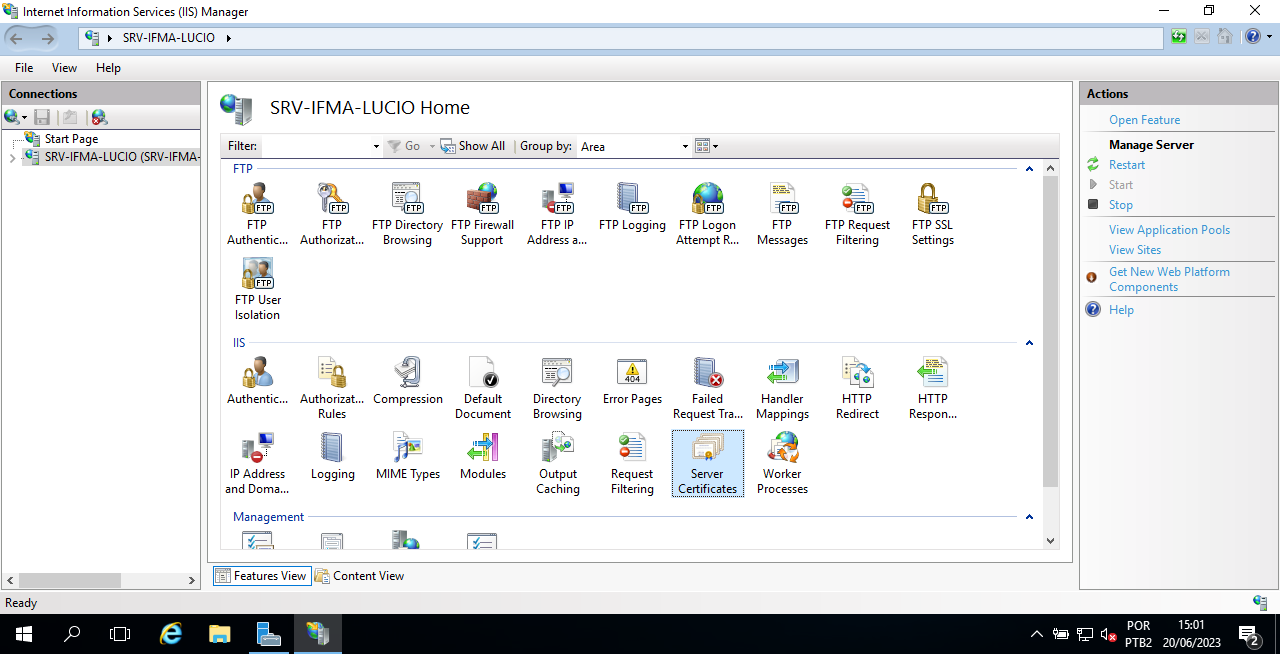 Internet Information Services (IIS) Manager
SRV-IFMA-LUCIO
File View Help
Connections
Start Page
SRV-IFMA-LUCIO (SRV-IFMA-
SRV-IFMA-LUCIO Home
Filter: Go Show All Group by: Area
FTP
FTP Authentic...
FTP Authorizat...
FTP Directory Browsing
FTP Firewall Support
FTP IP Address a...
FTP Logging
FTP Logon Attempt R...
FTP Messages
FTP Request Filtering
FTP SSL Settings
FTP User Isolation
IIS
Authentic...
Authorizat... Rules
Compression
Default Document
Directory Browsing
Error Pages
Failed Request Tra...
Handler Mappings
HTTP Redirect
HTTP Respon...
IP Address and Doma...
Logging
MIME Types
Modules
Output Caching
Request Filtering
Server Certificates
Worker Processes
Management
Features View Content View
Actions
Open Feature
Manage Server
Restart
Start
Stop
View Application Pools
View Sites
Get New Web Platform
Components
Help
Ready
POR
PTB2
15:01
20/06/2023
2